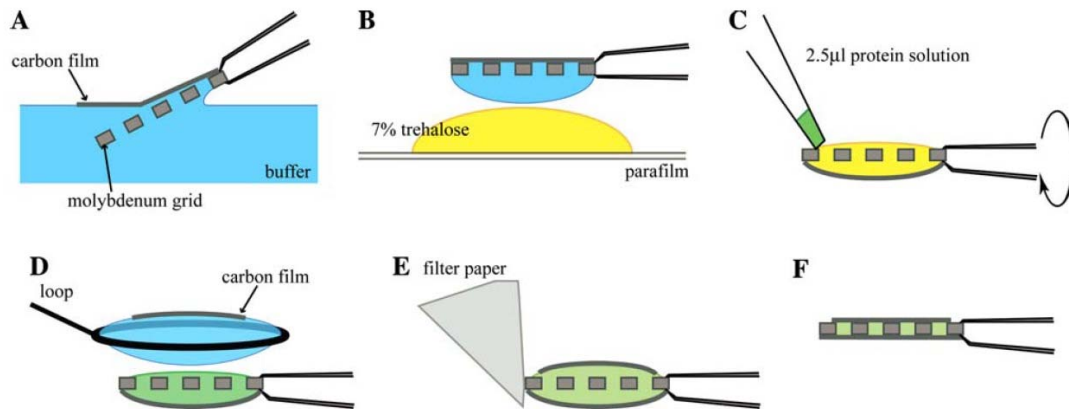 A
carbon film
buffer
molybdenum grid
B
7% trehalose
parafilm
C
2.5µl protein solution
D
loop
carbon film
E
filter paper
F